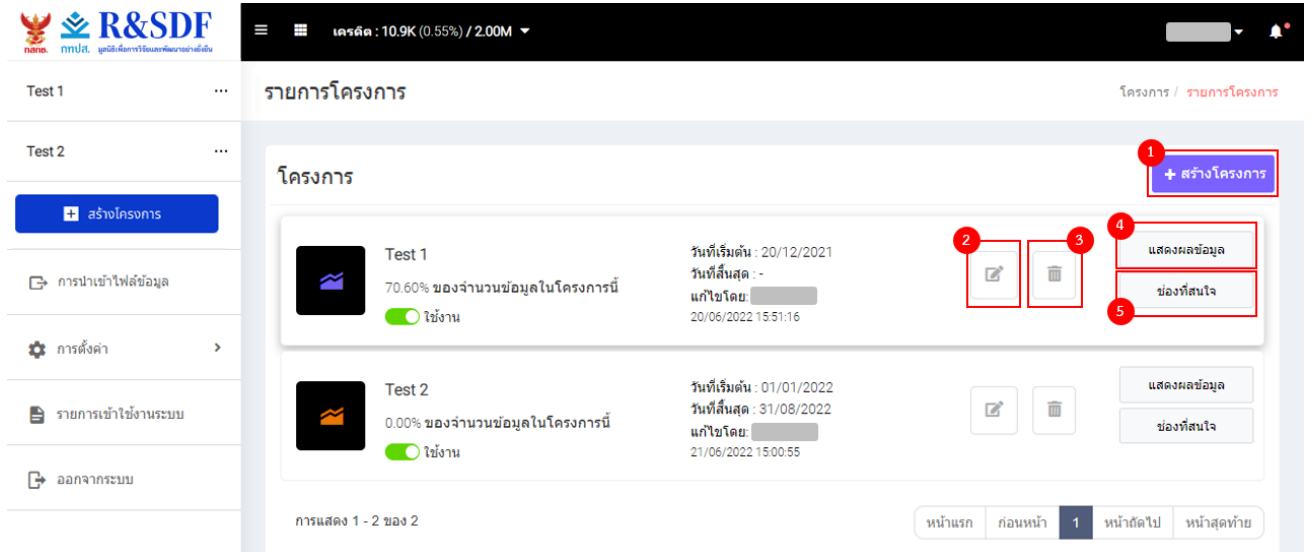 R&SDF
กสทช. กทปส. มูลนิธิเพื่อการวิจัยและพัฒนาอย่างยั่งยืน
เครดิต : 10.9K (0.55%) / 2.00M
Test 1 ...
รายการโครงการ
โครงการ / รายการโครงการ
Test 2 ...
โครงการ
1
+ สร้างโครงการ
สร้างโครงการ
Test 1
70.60% ของจำนวนข้อมูลในโครงการนี้
ใช้งาน
วันที่เริ่มต้น : 20/12/2021
วันที่สิ้นสุด : -
แก้ไขโดย:
20/06/2022 15:51:16
2
3
4
แสดงผลข้อมูล
ช่องที่สนใจ
5
การนำเข้าไฟล์ข้อมูล
การตั้งค่า
รายการเข้าใช้งานระบบ
ออกจากระบบ
Test 2
0.00% ของจำนวนข้อมูลในโครงการนี้
ใช้งาน
วันที่เริ่มต้น : 01/01/2022
วันที่สิ้นสุด : 31/08/2022
แก้ไขโดย:
21/06/2022 15:00:55
แสดงผลข้อมูล
ช่องที่สนใจ
การแสดง 1 - 2 ของ 2
หน้าแรก ก่อนหน้า 1 หน้าถัดไป หน้าสุดท้าย